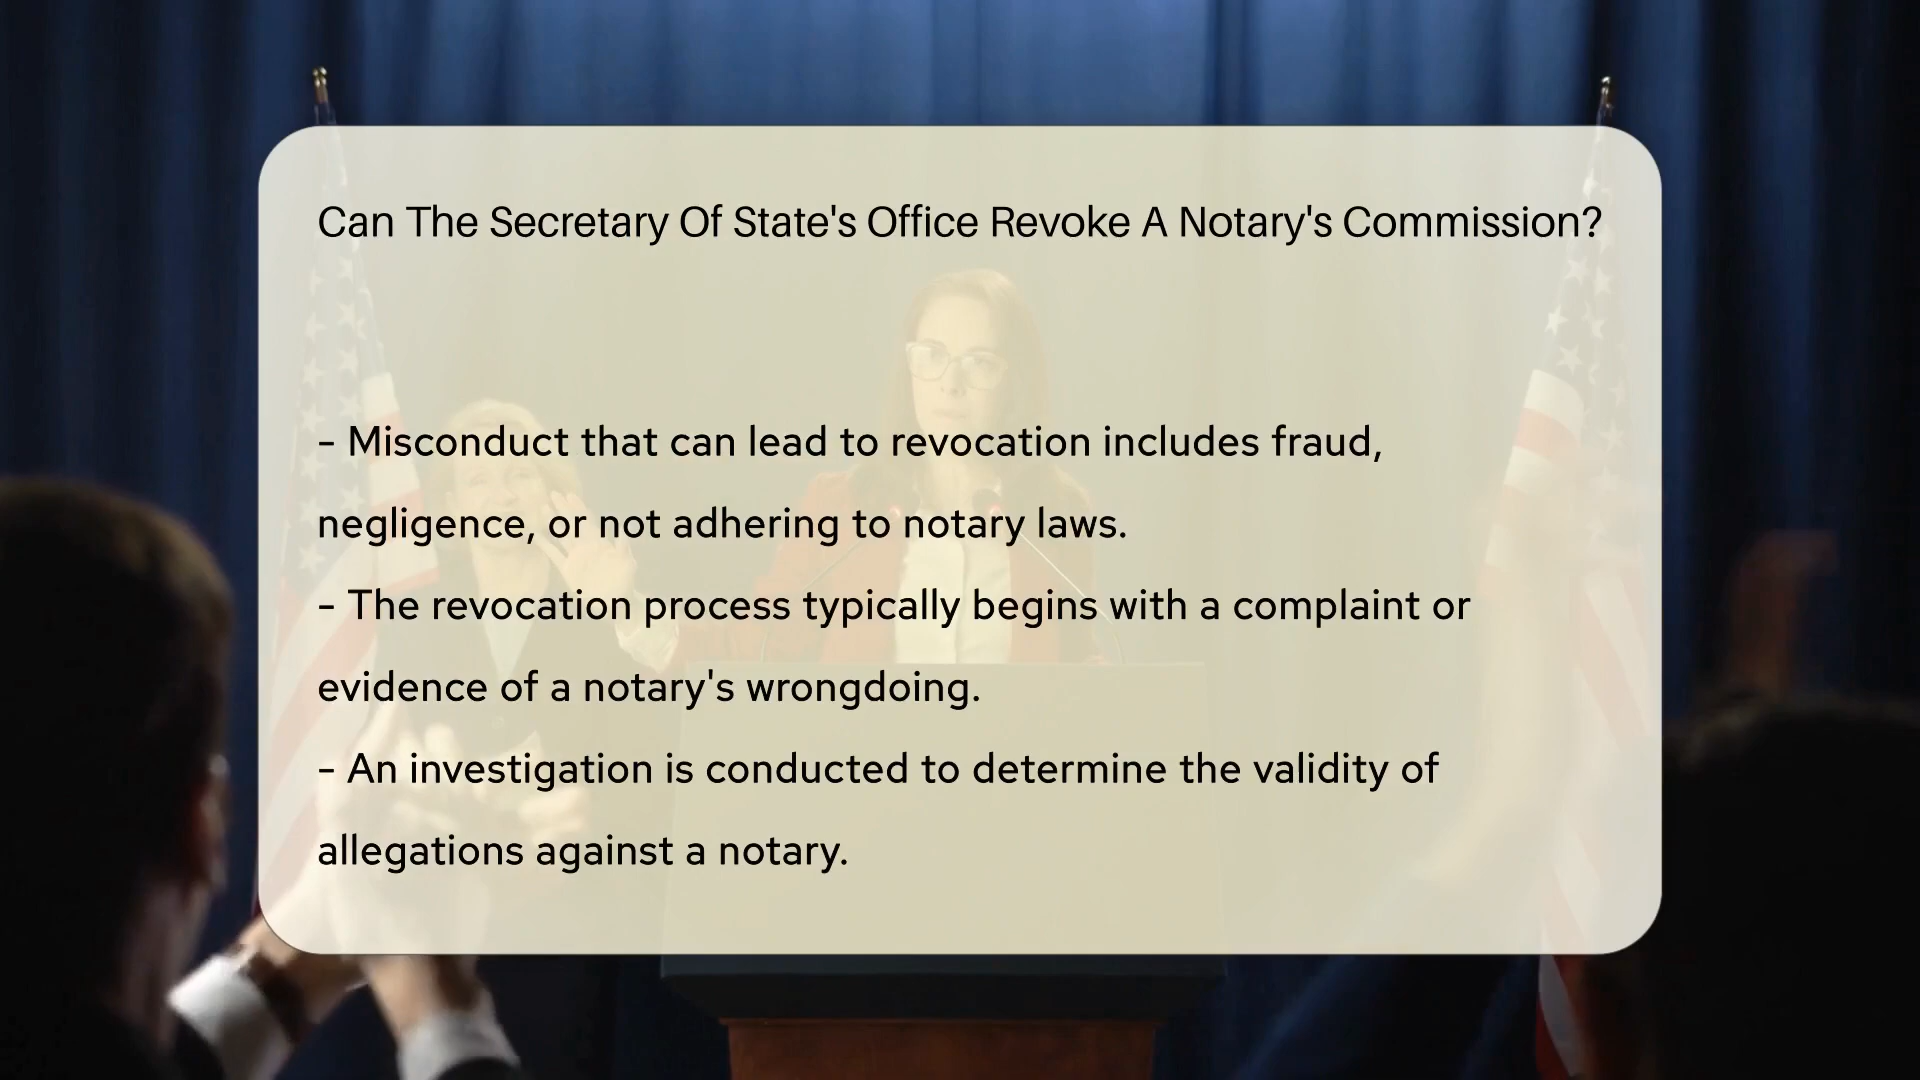 Can The Secretary Of State's Office Revoke A Notary's Commission?
- Misconduct that can lead to revocation includes fraud,
negligence, or not adhering to notary laws.
- The revocation process typically begins with a complaint or
evidence of a notary's wrongdoing.
- An investigation is conducted to determine the validity of
allegations against a notary.